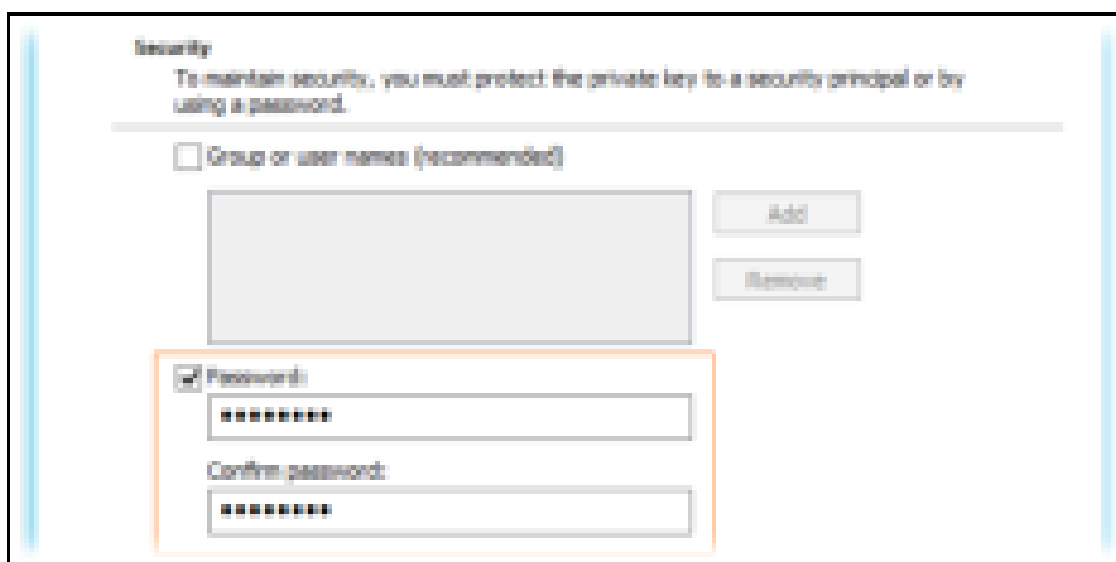 Security
To maintain security, you must protect the private key to a security principal or by
using a password.
Group or user names (recommended)
Add
Remove
Password:
••••••••
Confirm password:
••••••••